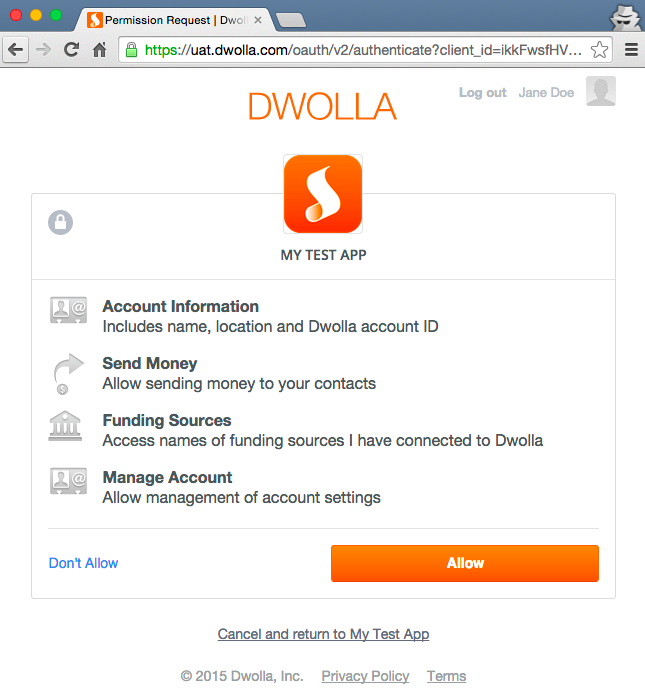 Permission Request | Dwoll
https://uat.dwolla.com/oauth/v2/authenticate?client_id=ikkFwsfHV...
Log out Jane Doe
DWOLLA
MY TEST APP
Account Information
Includes name, location and Dwolla account ID
Send Money
Allow sending money to your contacts
Funding Sources
Access names of funding sources I have connected to Dwolla
Manage Account
Allow management of account settings
Don't Allow
Allow
Cancel and return to My Test App
© 2015 Dwolla, Inc. Privacy Policy Terms